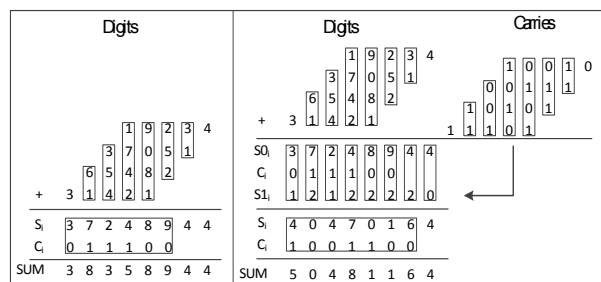 Digits
1 9 2 3 4
3 7 0 5 1
6 5 4 8 2
+ 3 1 4 2 1
Si 3 7 2 4 8 9 4 4
Ci 0 1 1 1 0 0
SUM 3 8 3 5 8 9 4 4
Digits Carries
1 9 2 3 4 1 0 0 1 0
3 7 0 5 1 0 0 1 0 1
6 5 4 8 2 1 0 1 0 1
+ 3 1 4 2 1 1 1 1 0 1
S0i 3 7 2 4 8 9 4 4
Ci 0 1 1 1 0 0
S1i 1 2 1 2 1 2 2 0
Si 4 0 4 7 0 1 6 4
Ci 1 0 0 1 1 0 0
SUM 5 0 4 8 1 1 6 4